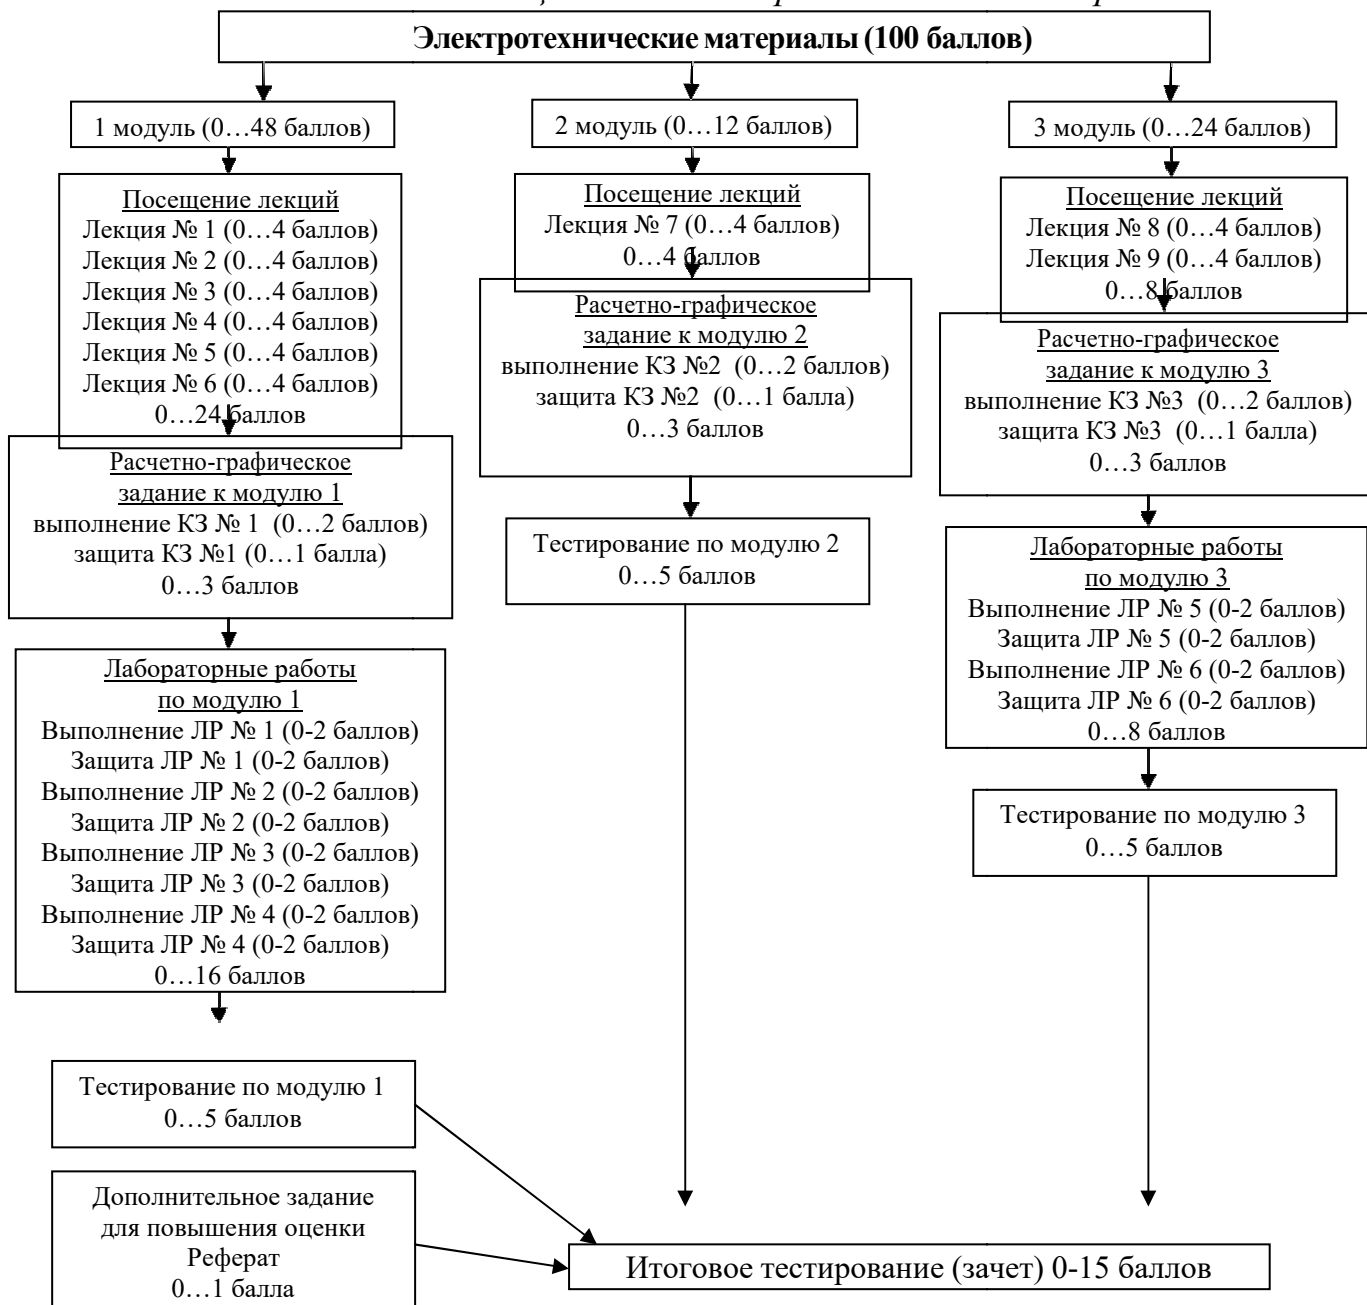 Электротехнические материалы (100 баллов)
1 модуль (0…48 баллов)
Посещение лекций
Лекция № 1 (0…4 баллов)
Лекция № 2 (0…4 баллов)
Лекция № 3 (0…4 баллов)
Лекция № 4 (0…4 баллов)
Лекция № 5 (0…4 баллов)
Лекция № 6 (0…4 баллов)
0…24 баллов
Расчетно-графическое
задание к модулю 1
выполнение КЗ № 1 (0…2 баллов)
защита КЗ №1 (0…1 балла)
0…3 баллов
Лабораторные работы
по модулю 1
Выполнение ЛР № 1 (0-2 баллов)
Защита ЛР № 1 (0-2 баллов)
Выполнение ЛР № 2 (0-2 баллов)
Защита ЛР № 2 (0-2 баллов)
Выполнение ЛР № 3 (0-2 баллов)
Защита ЛР № 3 (0-2 баллов)
Выполнение ЛР № 4 (0-2 баллов)
Защита ЛР № 4 (0-2 баллов)
0…16 баллов
Тестирование по модулю 1
0…5 баллов
Дополнительное задание
для повышения оценки
Реферат
0…1 балла
2 модуль (0…12 баллов)
Посещение лекций
Лекция № 7 (0…4 баллов)
0…4 баллов
Расчетно-графическое
задание к модулю 2
выполнение КЗ №2 (0…2 баллов)
защита КЗ №2 (0…1 балла)
0…3 баллов
Тестирование по модулю 2
0…5 баллов
3 модуль (0…24 баллов)
Посещение лекций
Лекция № 8 (0…4 баллов)
Лекция № 9 (0…4 баллов)
0…8 баллов
Расчетно-графическое
задание к модулю 3
выполнение КЗ №3 (0…2 баллов)
защита КЗ №3 (0…1 балла)
0…3 баллов
Лабораторные работы
по модулю 3
Выполнение ЛР № 5 (0-2 баллов)
Защита ЛР № 5 (0-2 баллов)
Выполнение ЛР № 6 (0-2 баллов)
Защита ЛР № 6 (0-2 баллов)
0…8 баллов
Тестирование по модулю 3
0…5 баллов
Итоговое тестирование (зачет) 0-15 баллов